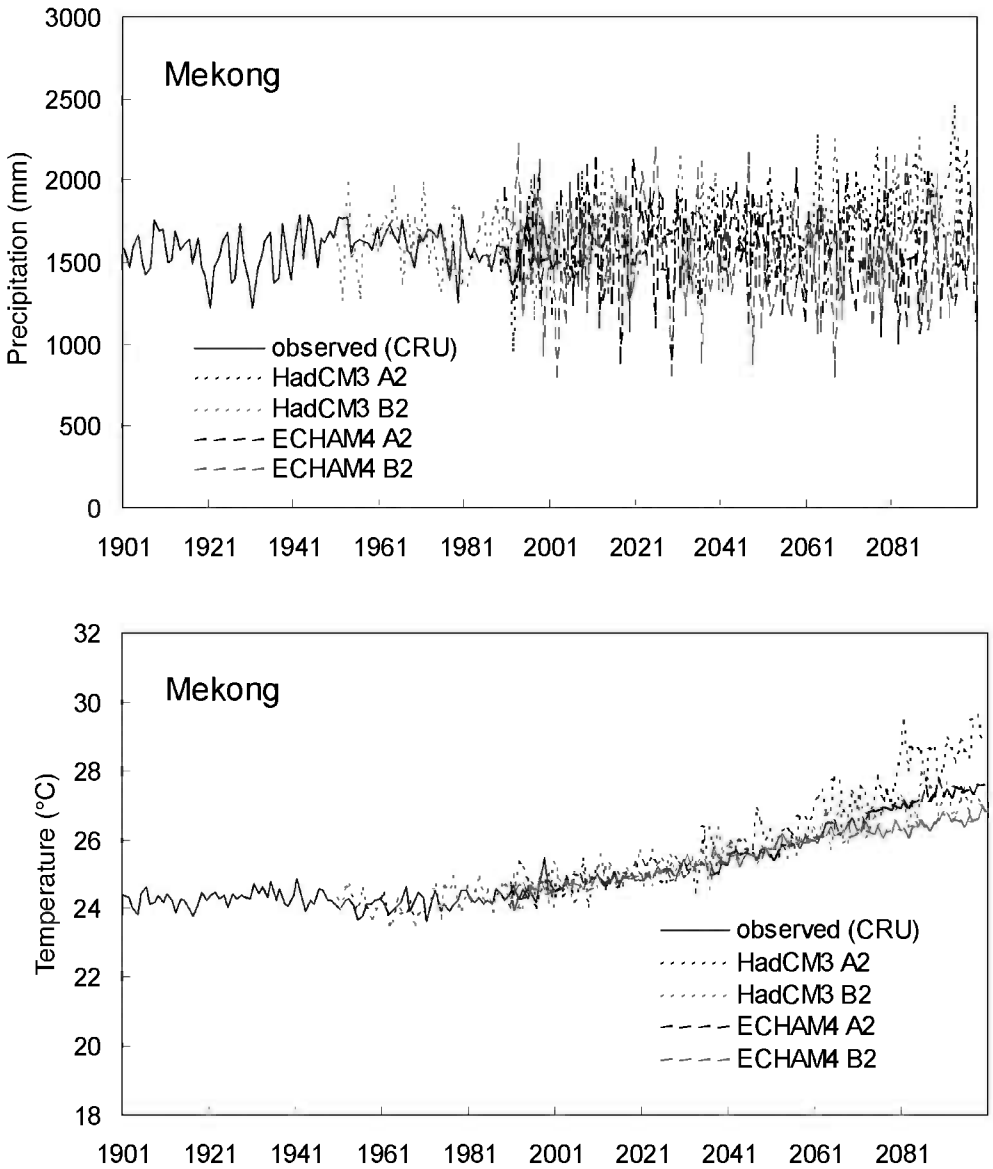 3000
2500
2000
1500
1000
500
0
Precipitation (mm)
Mekong
observed (CRU)
HadCM3 A2
HadCM3 B2
ECHAM4 A2
ECHAM4 B2
1901 1921 1941 1961 1981 2001 2021 2041 2061 2081
32
30
28
26
24
22
20
18
Temperature (°C)
Mekong
observed (CRU)
HadCM3 A2
HadCM3 B2
ECHAM4 A2
ECHAM4 B2
1901 1921 1941 1961 1981 2001 2021 2041 2061 2081